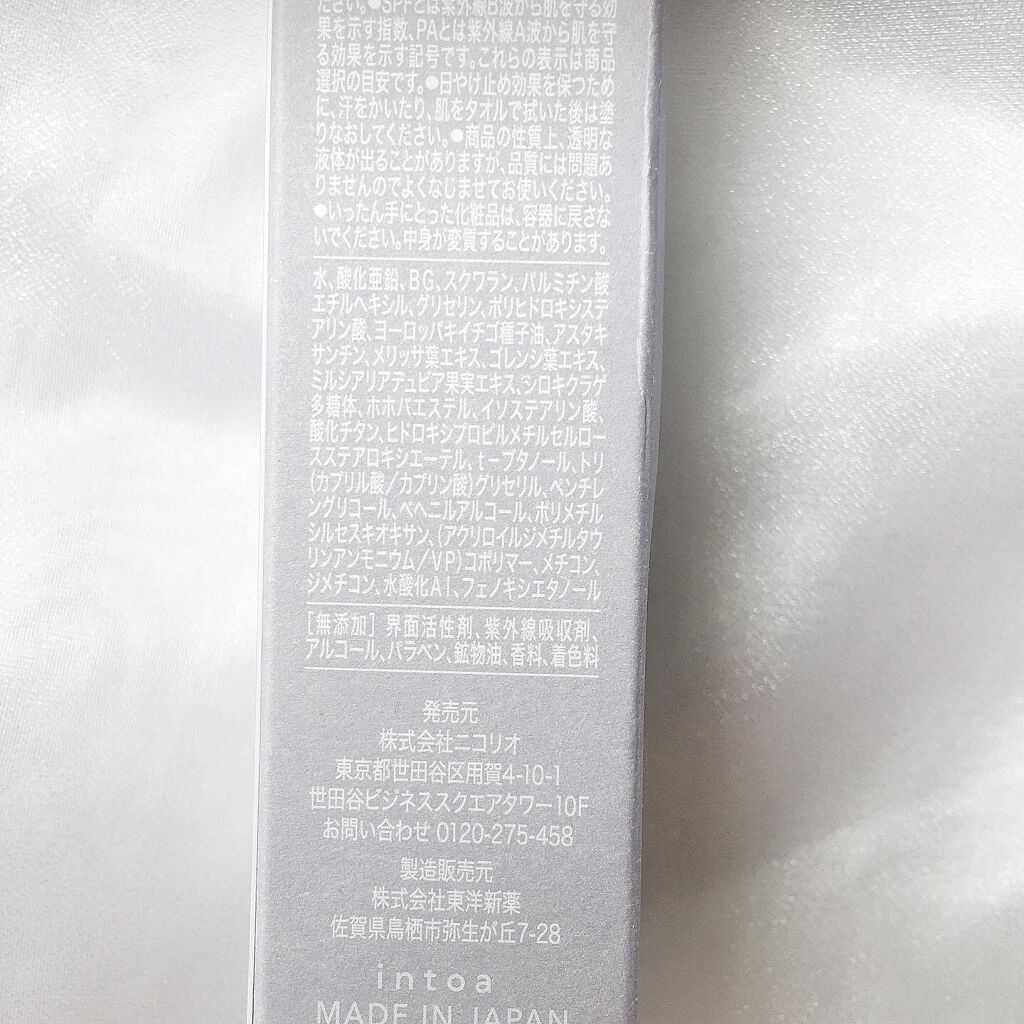 ださい。●SPFとは紫外線B波から肌を守る効
果を示す指数、PAとは紫外線A波から肌を守
る効果を示す記号です。これらの表示は商品
選択の目安です。●日やけ止め効果を保つため
に、汗をかいたり、肌をタオルで拭いた後は塗
りなおしてください。●商品の性質上、透明な
液体が出ることがありますが、品質には問題あ
りませんのでよくなじませてお使いください。
●いったん手にとった化粧品は、容器に戻さな
いでください。中身が変質することがあります。
水、酸化亜鉛、BG、スクワラン、パルミチン酸
エチルヘキシル、グリセリン、ポリヒドロキシステ
アリン酸、ヨーロッパキイチゴ種子油、アスタキ
サンチン、メリッサ葉エキス、ゴレンシ葉エキス、
ミルシアリアデュビア果実エキス、シロキクラゲ
多糖体、ホホバエステル、イソステアリン酸、
酸化チタン、ヒドロキシプロピルメチルセルロー
スステアロキシエーテル、t-ブタノール、トリ
(カプリル酸/カプリン酸)グリセリル、ペンチレ
ングリコール、ベヘニルアルコール、ポリメチル
シルセスキオキサン、(アクリロイルジメチルタウ
リンアンモニウム/VP)コポリマー、メチコン、
ジメチコン、水酸化Al、フェノキシエタノール
[無添加] 界面活性剤、紫外線吸収剤、
アルコール、パラベン、鉱物油、香料、着色料
発売元
株式会社ニコリオ
東京都世田谷区用賀4-10-1
世田谷ビジネススクエアタワー10F
お問い合わせ 0120-275-458
製造販売元
株式会社東洋新薬
佐賀県鳥栖市弥生が丘7-28
intoa
MADE IN JAPAN